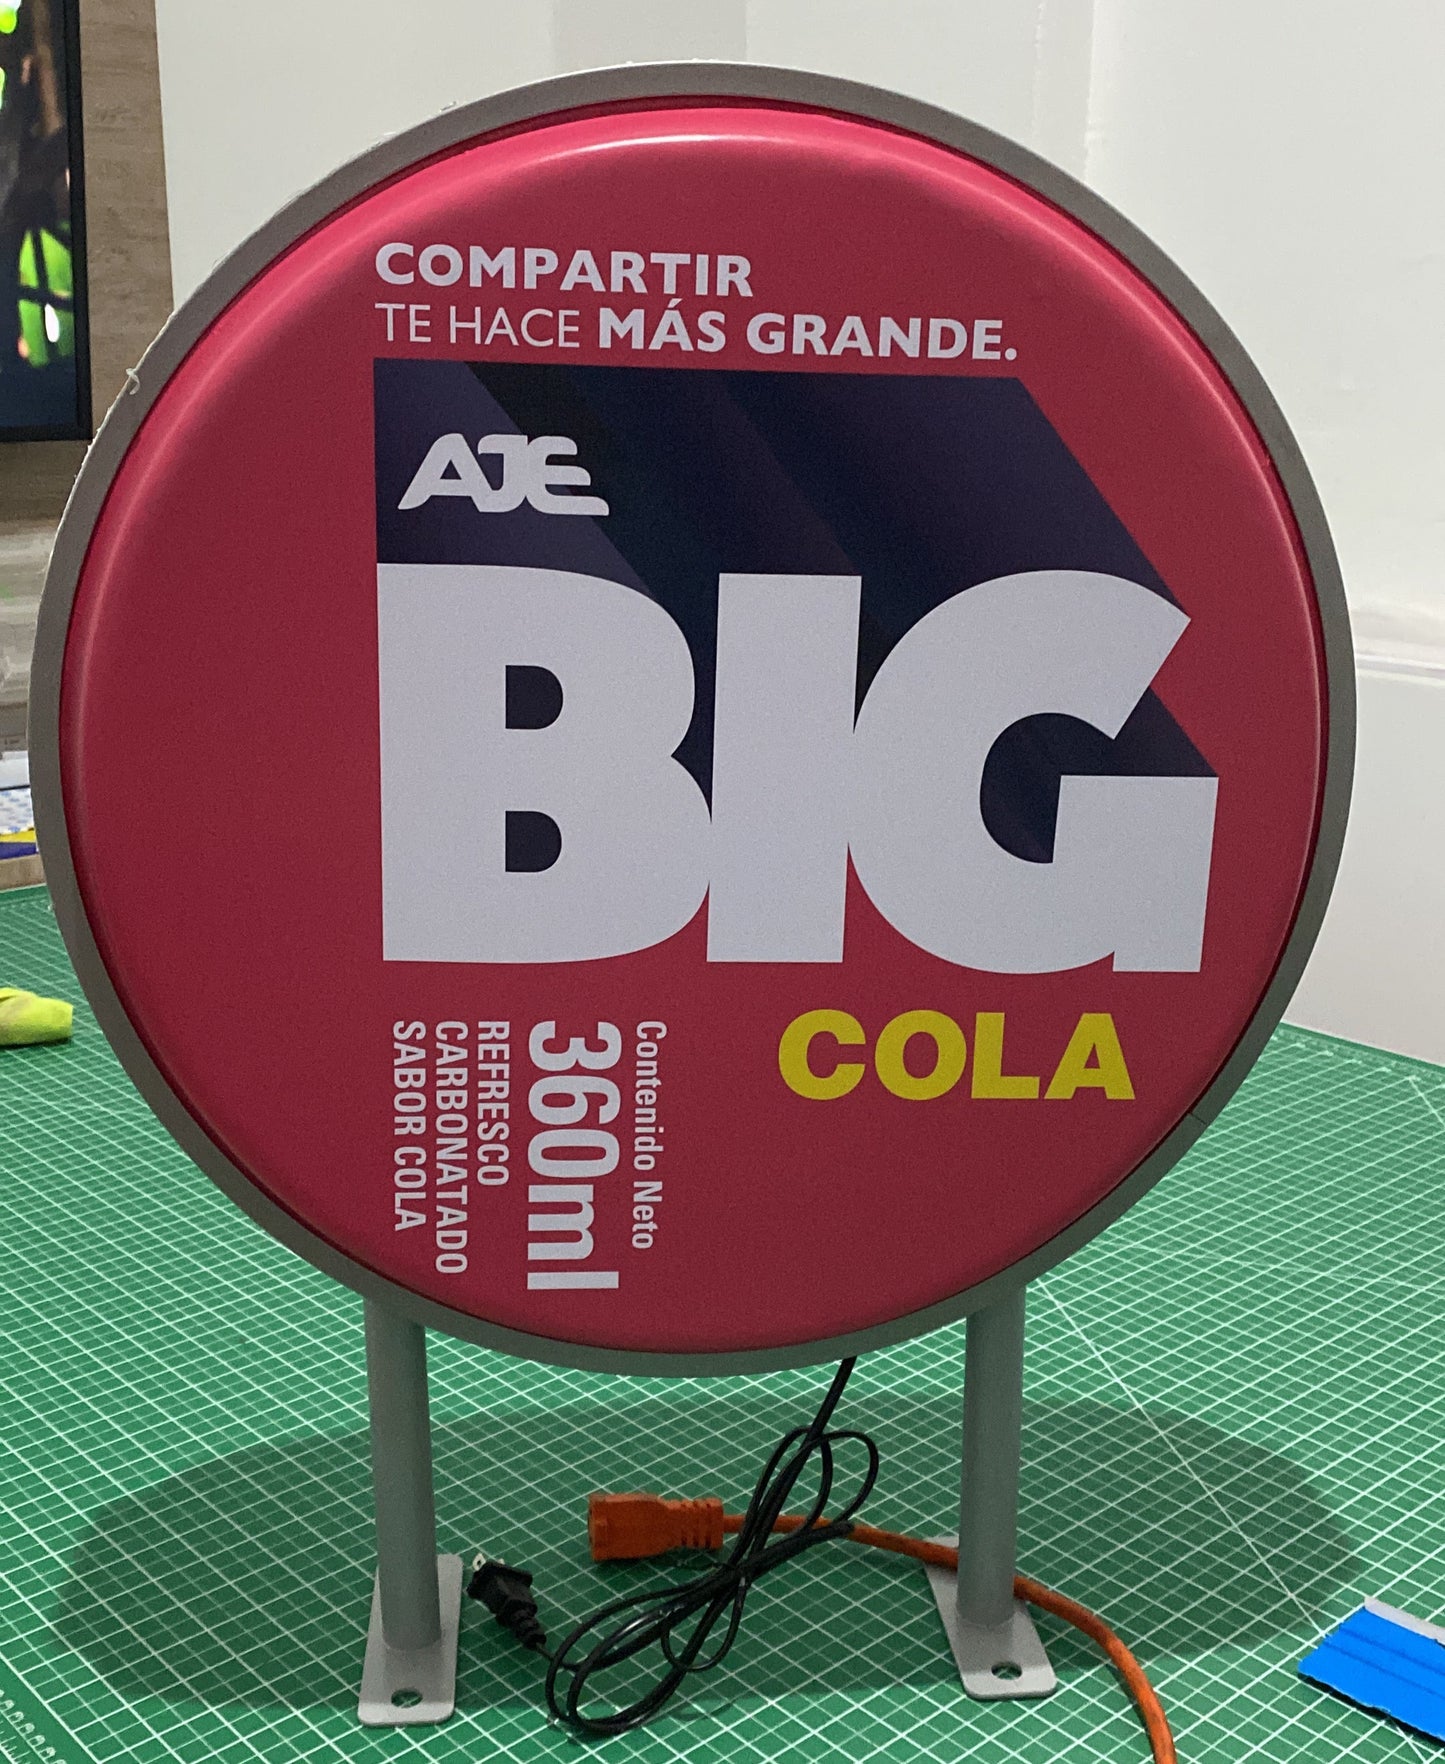 COMPARTIR
TE HACE MÁS GRANDE.
AJE
BIG
COLA
Contenido Neto
360ml
REFRESCO
CARBONATADO
SABOR COLA